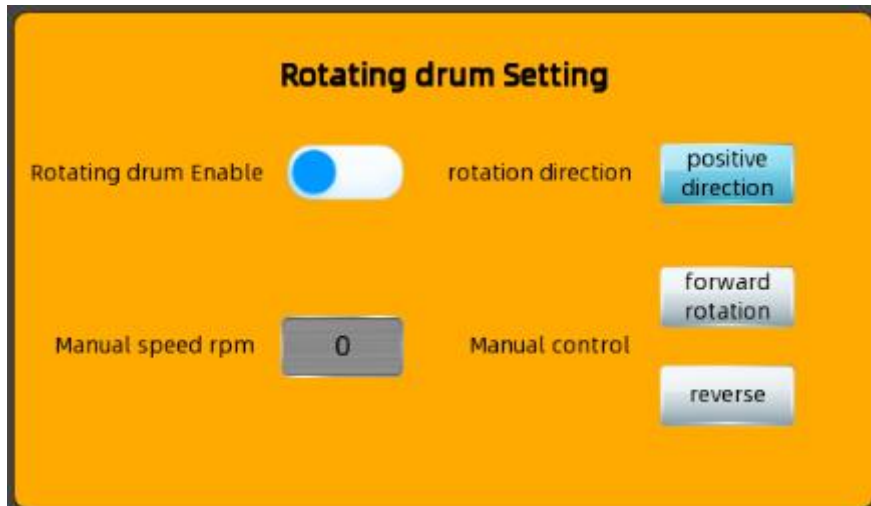 Rotating drum Setting
Rotating drum Enable
rotation direction
positive
direction
Manual speed rpm
0
Manual control
forward
rotation
reverse